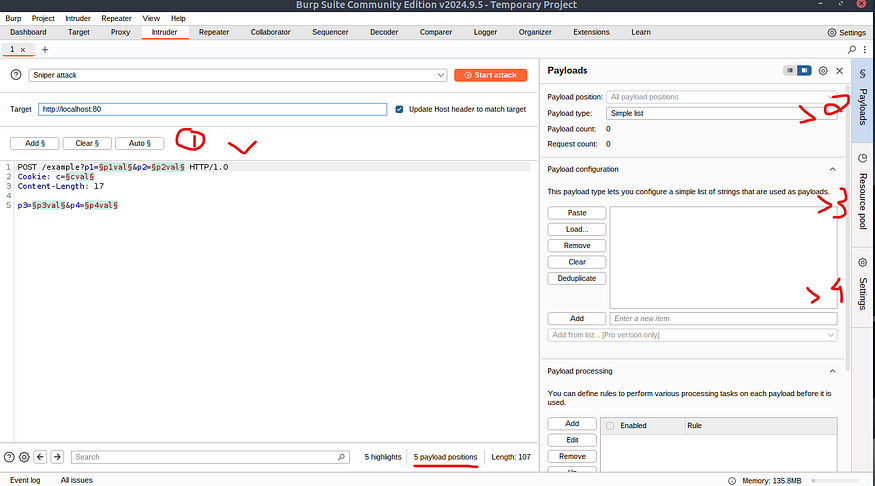 Burp Suite Community Edition v2024.9.5 - Temporary Project
Burp Project Intruder Repeater View Help
Dashboard Target Proxy Intruder Repeater Collaborator Sequencer Decoder Comparer Logger Organizer Extensions Learn Settings
1 × +
Sniper attack
Start attack
Target http://localhost:80
Update Host header to match target
Add § Clear § Auto §
1
1 POST /example?p1=§p1val§&p2=§p2val§ HTTP/1.0
2 Cookie: c=§cval§
3 Content-Length: 17
4
5 p3=§p3val§&p4=§p4val§
Search
5 highlights
5 payload positions
Length: 107
Payloads
Payload position: All payload positions
Payload type: Simple list
Payload count: 0
Request count: 0
Payload configuration
This payload type lets you configure a simple list of strings that are used as payloads.
Paste
Load...
Remove
Clear
Deduplicate
Add Enter a new item
Add from list... [Pro version only]
3
4
Payload processing
You can define rules to perform various processing tasks on each payload before it is
used.
Add
Edit
Remove
Enabled Rule
§ Payloads
Resource pool
Settings
Event log All issues
Memory: 135.8MB